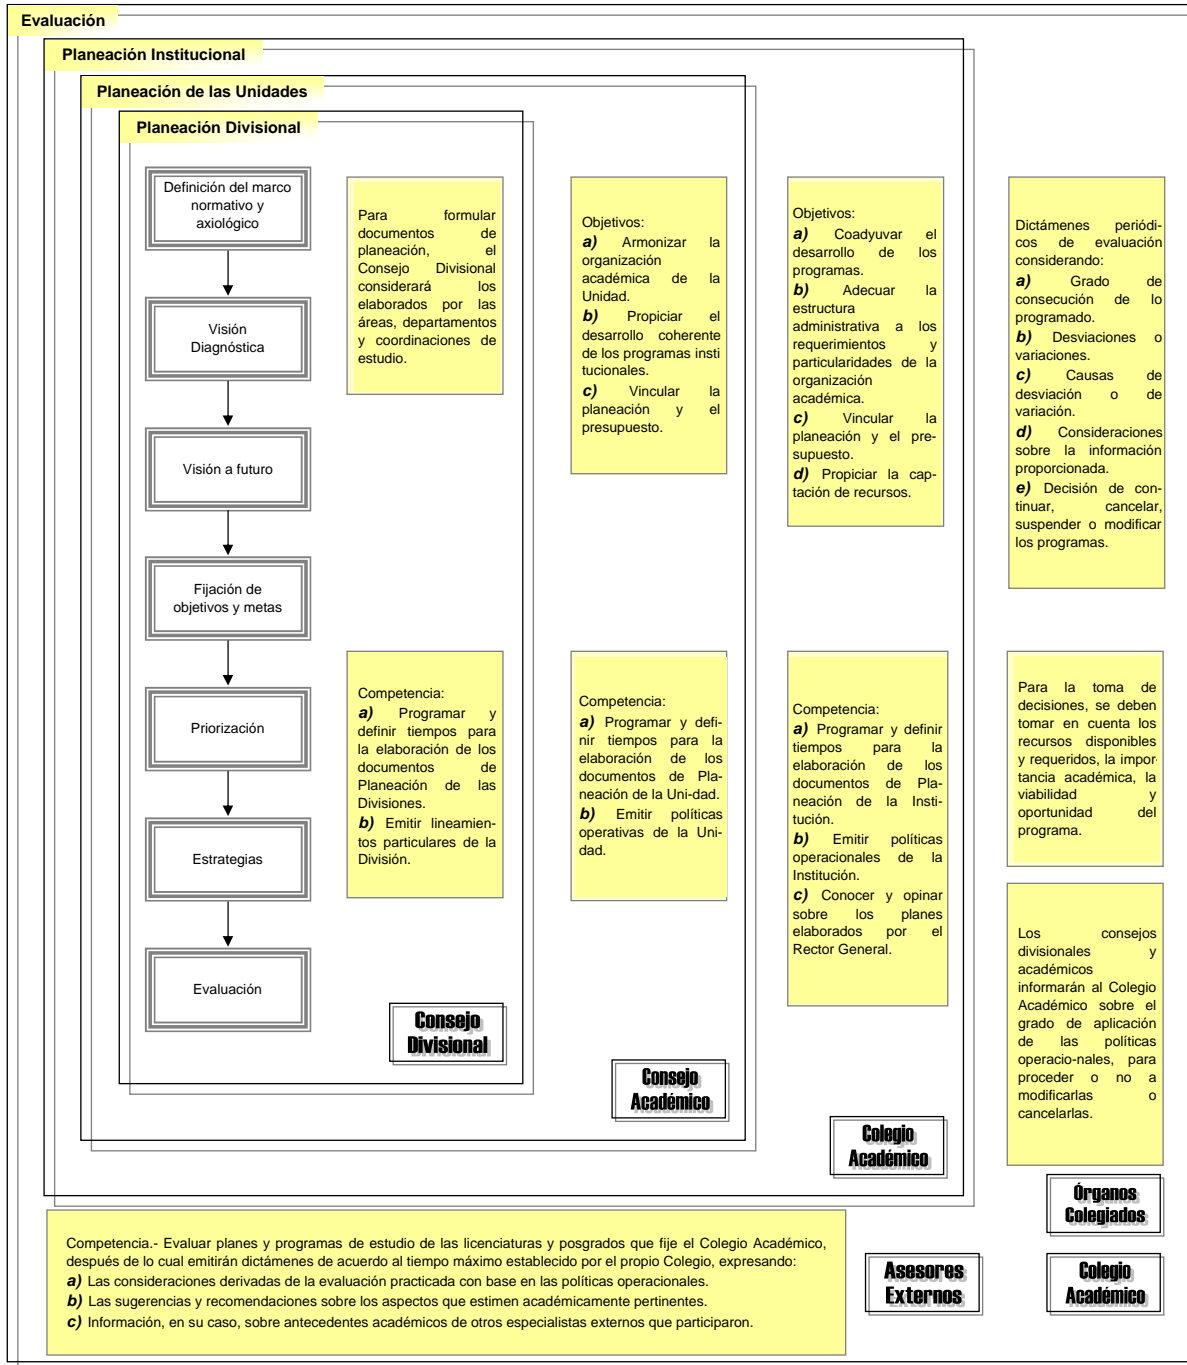 Evaluación
Planeación Institucional
Planeación de las Unidades
Planeación Divisional
Definición del marco
normativo y
axiológico
Visión
Diagnóstica
Visión a futuro
Fijación de
objetivos y metas
Priorización
Estrategias
Evaluación
Para formular
documentos de
planeación, el
Consejo Divisional
considerará los
elaborados por las
áreas, departamentos
y coordinaciones de
estudio.
Competencia:
a) Programar y
definir tiempos para
la elaboración de los
documentos de
Planeación de las
Divisiones.
b) Emitir lineamien-
tos particulares de la
División.
Consejo
Divisional
Objetivos:
a) Armonizar la
organización
académica de la
Unidad.
b) Propiciar el
desarrollo coherente
de los programas insti
tucionales.
c) Vincular la
planeación y el
presupuesto.
Competencia:
a) Programar y defi-
nir tiempos para la
elaboración de los
documentos de Pla-
neación de la Uni-dad.
b) Emitir políticas
operativas de la Uni-
dad.
Consejo
Académico
Objetivos:
a) Coadyuvar el
desarrollo de los
programas.
b) Adecuar la
estructura
administrativa a los
requerimientos y
particularidades de la
organización
académica.
c) Vincular la
planeación y el pre-
supuesto.
d) Propiciar la cap-
tación de recursos.
Competencia:
a) Programar y definir
tiempos para la
elaboración de los
documentos de Pla-
neación de la Insti-
tución.
b) Emitir políticas
operacionales de la
Institución.
c) Conocer y opinar
sobre los planes
elaborados por el
Rector General.
Colegio
Académico
Dictámenes periódi-
cos de evaluación
considerando:
a) Grado de
consecución de lo
programado.
b) Desviaciones o
variaciones.
c) Causas de
desviación o de
variación.
d) Consideraciones
sobre la información
proporcionada.
e) Decisión de con-
tinuar, cancelar,
suspender o modificar
los programas.
Para la toma de
decisiones, se deben
tomar en cuenta los
recursos disponibles
y requeridos, la impor
tancia académica, la
viabilidad y
oportunidad del
programa.
Los consejos
divisionales y
académicos
informarán al Colegio
Académico sobre el
grado de aplicación
de las políticas
operacio-nales, para
proceder o no a
modificarlas o
cancelarlas.
Órganos
Colegiados
Competencia.- Evaluar planes y programas de estudio de las licenciaturas y posgrados que fije el Colegio Académico,
después de lo cual emitirán dictámenes de acuerdo al tiempo máximo establecido por el propio Colegio, expresando:
a) Las consideraciones derivadas de la evaluación practicada con base en las políticas operacionales.
b) Las sugerencias y recomendaciones sobre los aspectos que estimen académicamente pertinentes.
c) Información, en su caso, sobre antecedentes académicos de otros especialistas externos que participaron.
Asesores
Externos
Colegio
Académico